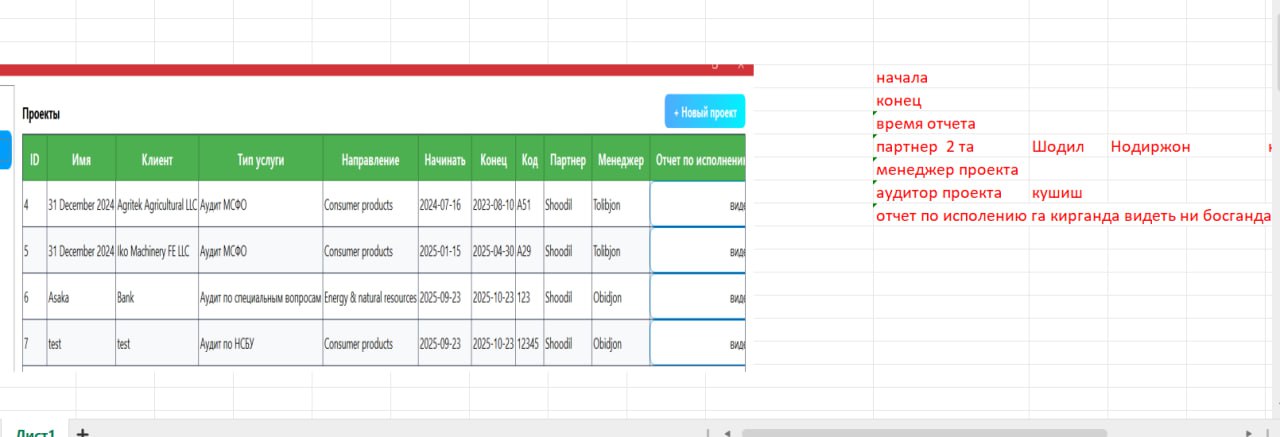 Проекты
+ Новый проект
ID Имя Клиент Тип услуги Направление Начинать Конец Код Партнер Менеджер Отчет по
4 31 December 2024 Agritek Agricultural LLC Аудит МСФО Consumer products 2024-07-16 2023-08-10 A51 Shoodil Tolibjon
5 31 December 2024 Iko Machinery FE LLC Аудит МСФО Consumer products 2025-01-15 2025-04-30 A29 Shoodil Tolibjon
6 Asaka Bank Аудит по специальным вопросам Energy & natural resources 2025-09-23 2025-10-23 123 Shoodil Obidjon
7 test test Аудит по НСБУ Consumer products 2025-09-23 2025-10-23 12345 Shoodil Obidjon
начала
конец
время отчета
партнер 2 та Шодил Нодиржон
менеджер проекта
аудитор проекта кушиш
отчет по исполению га кирганда видеть ни босганда
Лист1